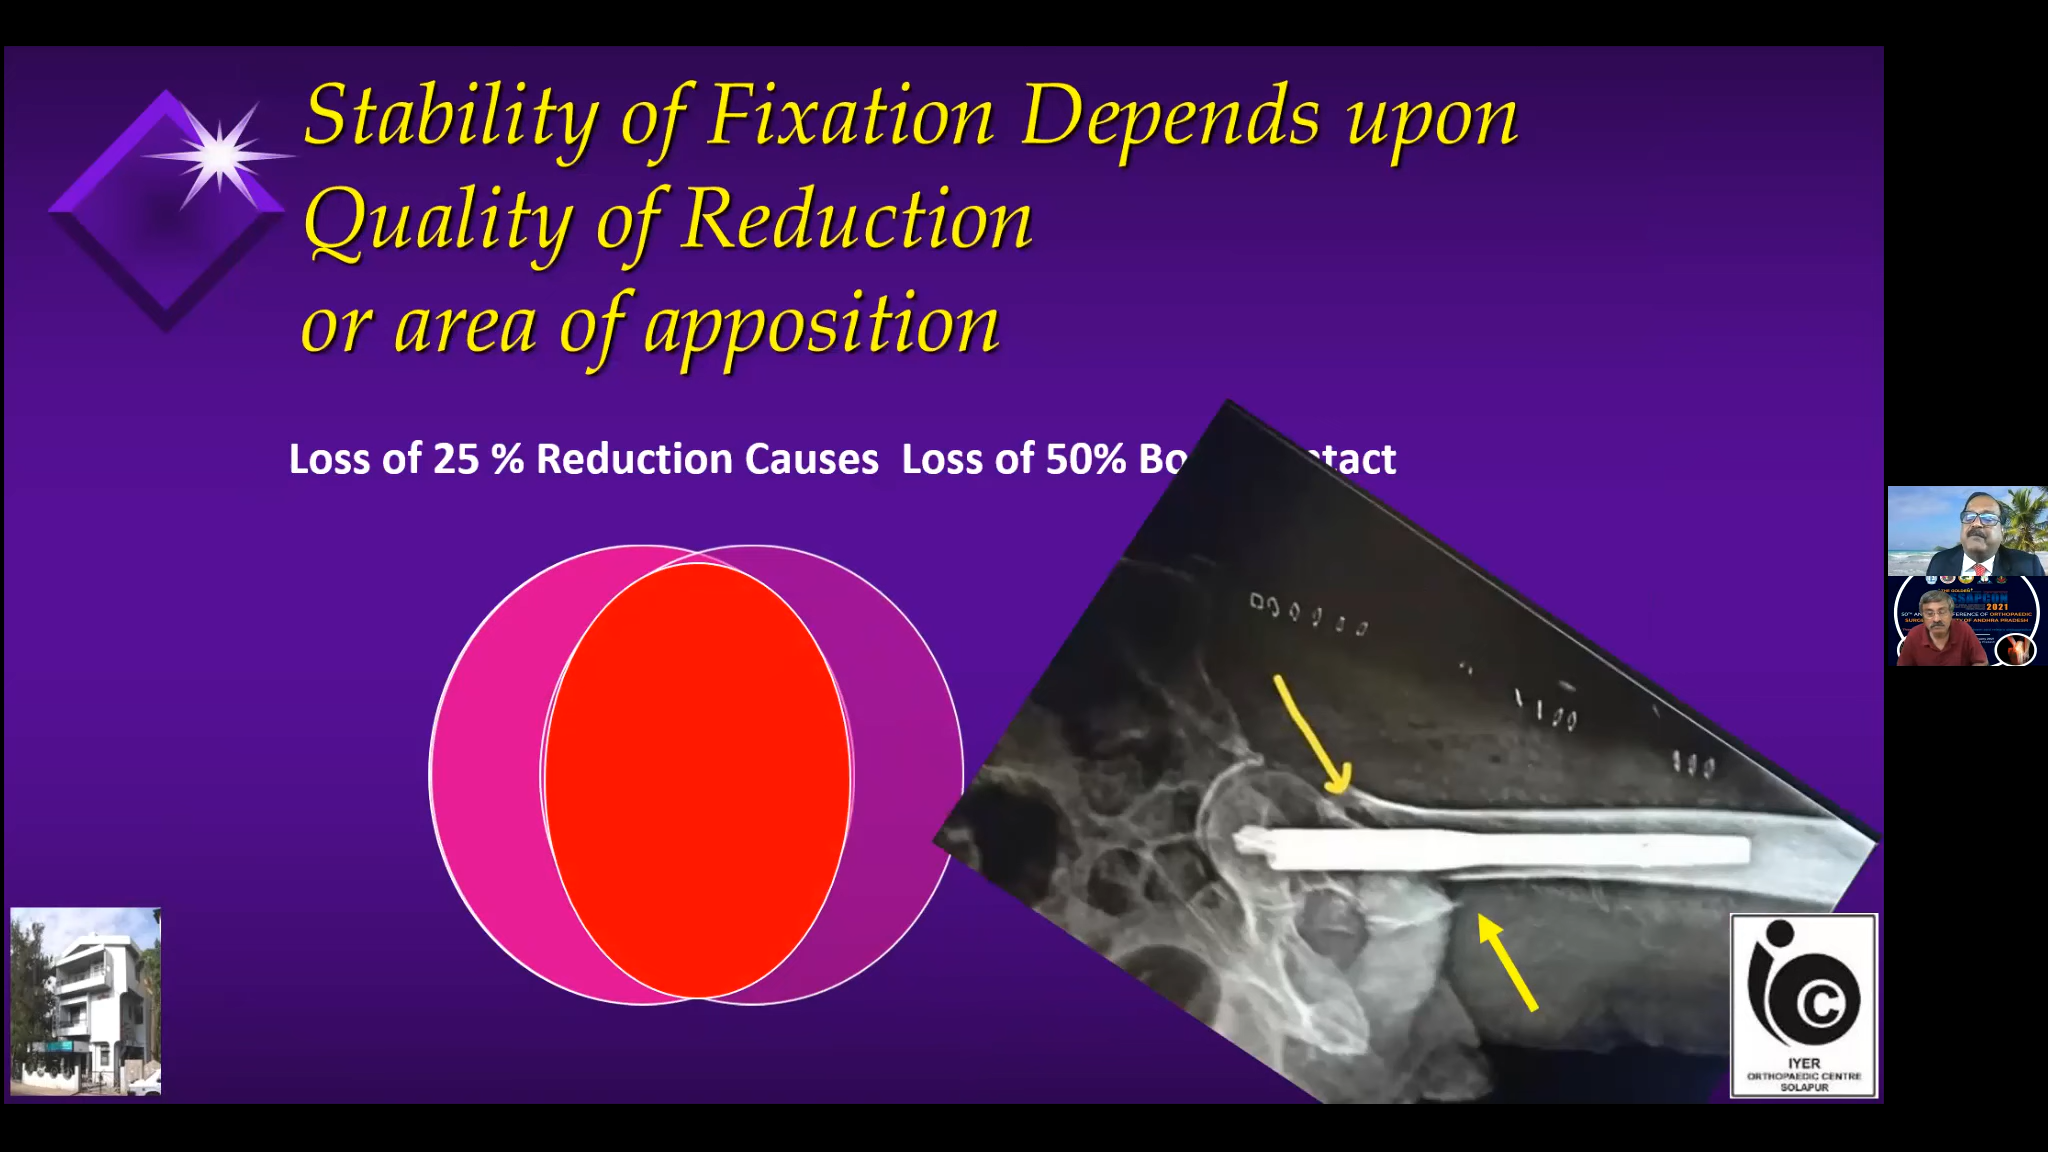 Stability of Fixation Depends upon
Quality of Reduction
or area of apposition
Loss of 25 % Reduction Causes Loss of 50% Bo tact
2021
IYER
ORTHOPAEDIC CENTRE
SOLAPUR